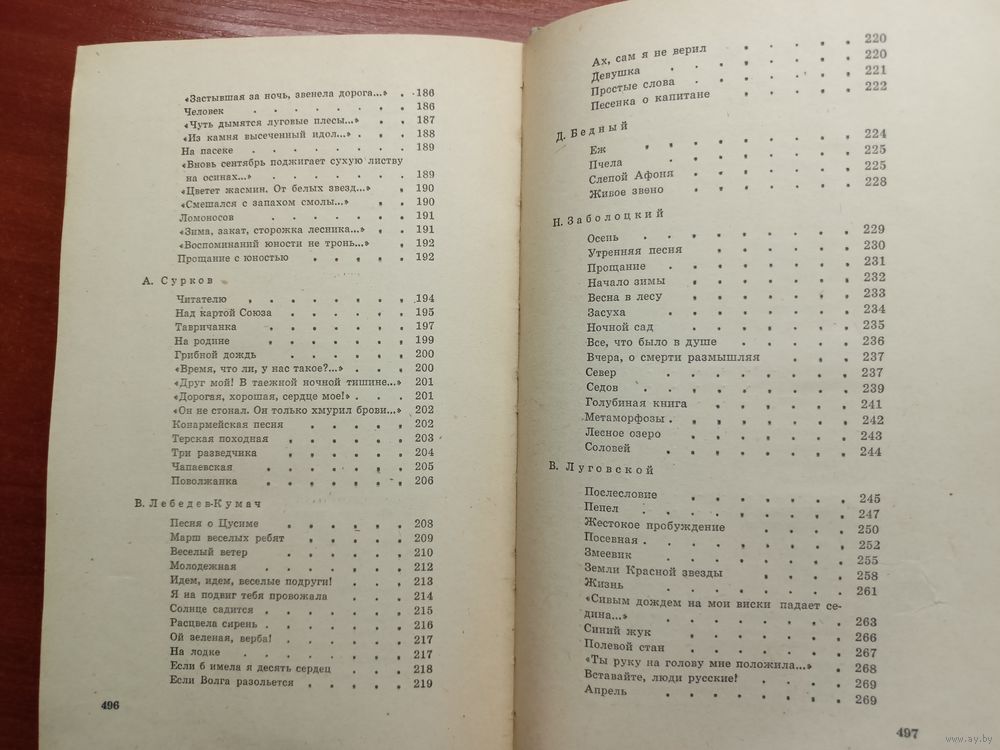 «Застывшая за ночь, звенела дорога...» . . 186
Человек . . . . . . . . 186
«Чуть дымятся луговые плесы...» . . 187
«Из камня высеченный идол...» . . . 188
На пасеке . . . . . . . . 189
«Вновь сентябрь поджигает сухую листву
на осинах...» . . . . . . . 189
«Цветет жасмин. От белых звезд...» . 190
«Смешался с запахом смолы...» . . 190
Ломоносов . . . . . . . . 191
«Зима, закат, сторожка лесника...» . . 191
«Воспоминаний юности не тронь...» . 192
Прощание с юностью . . . . . 192
А. Сурков
Читателю . . . . . . . . 194
Над картой Союза . . . . . . 195
Тавричанка . . . . . . . 197
На родине . . . . . . . 199
Грибной дождь . . . . . . 200
«Время, что ли, у нас такое?...» . . . 200
«Друг мой! В таежной ночной тишине...» 201
«Дорогая, хорошая, сердце мое!» . . . 201
«Он не стонал. Он только хмурил брови...» 202
Конармейская песня . . . . . 202
Терская походная . . . . . . 203
Три разведчика . . . . . . 204
Чапаевская . . . . . . . 205
Поволжанка . . . . . . . 206
В. Лебедев-Кумач
Песня о Цусиме . . . . . . 208
Марш веселых ребят . . . . . 209
Веселый ветер . . . . . . 210
Молодежная . . . . . . . 212
Идем, идем, веселые подруги! . . . 213
Я на подвиг тебя провожала . . . 214
Солнце садится . . . . . . . 215
Расцвела сирень . . . . . . 216
Ой зеленая, верба! . . . . . . 217
На лодке . . . . . . . . 217
Если б имела я десять сердец . . . 218
Если Волга разольется . . . . . 219
496
Ах, сам я не верил . . . . . 220
Девушка . . . . . . . . 220
Простые слова . . . . . . . 221
Песенка о капитане . . . . . 222
Д. Бедный
Еж . . . . . . . . . 224
Пчела . . . . . . . . 225
Слепой Афоня . . . . . . . 225
Живое звено . . . . . . . 228
Н. Заболоцкий
Осень . . . . . . . . . 229
Утренняя песня . . . . . . 230
Прощание . . . . . . . . 231
Начало зимы . . . . . . . 232
Весна в лесу . . . . . . . 233
Засуха . . . . . . . . 234
Ночной сад . . . . . . . 235
Все, что было в душе . . . . . 236
Вчера, о смерти размышляя . . . . 237
Север . . . . . . . . . 237
Седов . . . . . . . . . 239
Голубиная книга . . . . . . 241
Метаморфозы . . . . . . . . 242
Лесное озеро . . . . . . . 243
Соловей . . . . . . . . 244
В. Луговской
Послесловие . . . . . . . 245
Пепел . . . . . . . . . 247
Жестокое пробуждение . . . . 250
Посевная . . . . . . . . 252
Змеевик . . . . . . . . 255
Земли Красной звезды . . . . . 258
Жизнь . . . . . . . . 261
«Сивым дождем на мои виски падает се-
дина...» . . . . . . . . 263
Синий жук . . . . . . . 266
Полевой стан . . . . . . . 267
«Ты руку на голову мне положила...» . . 268
Вставайте, люди русские! . . . . 269
Апрель . . . . . . . . 269
497
www.ay.by